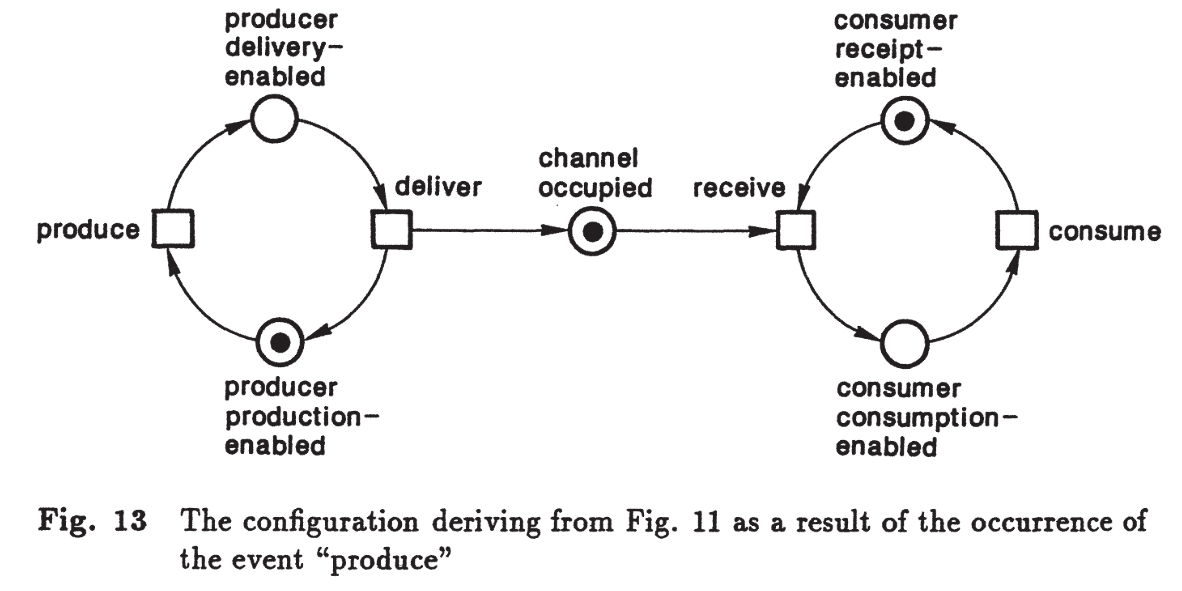 producer
delivery-
enabled
consumer
receipt-
enabled
channel
occupied
deliver
receive
produce
consume
producer
production-
enabled
consumer
consumption-
enabled
Fig. 13 The configuration deriving from Fig. 11 as a result of the occurrence of
the event “produce”